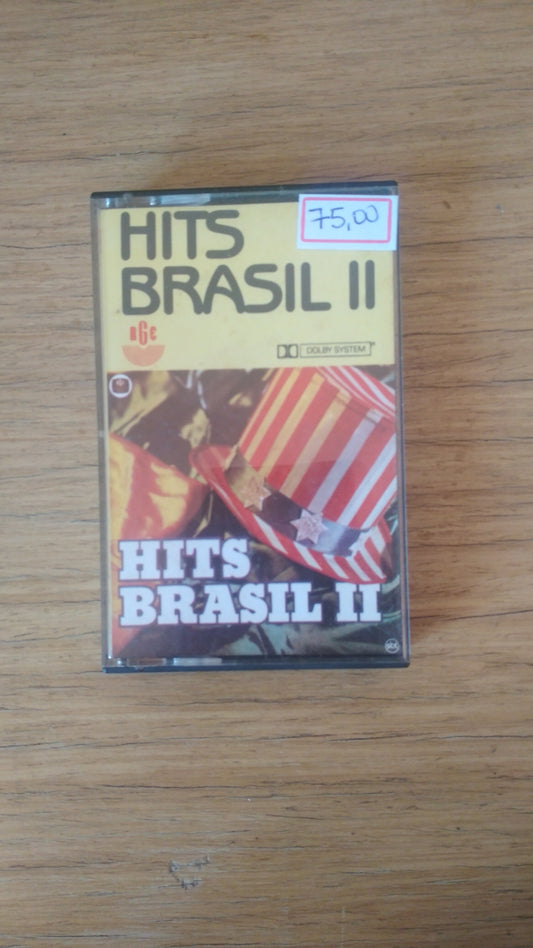 75,00
HITS
BRASIL II
RGE
DOLBY SYSTEM
HITS
BRASIL II